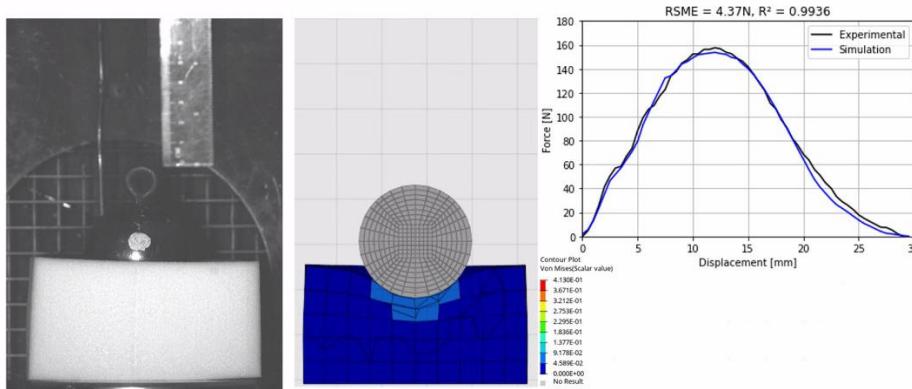 RSME = 4.37N, R² = 0.9936
Experimental
Simulation
Force [N]
180
160
140
120
100
80
60
40
20
0
0
5
10
15
20
25
3
Displacement [mm]
Contour Plot
Von Mises(Scalar value)
4.130E-01
3.671E-01
3.212E-01
2.753E-01
2.295E-01
1.836E-01
1.377E-01
9.178E-02
4.589E-02
0.000E+00
No Result